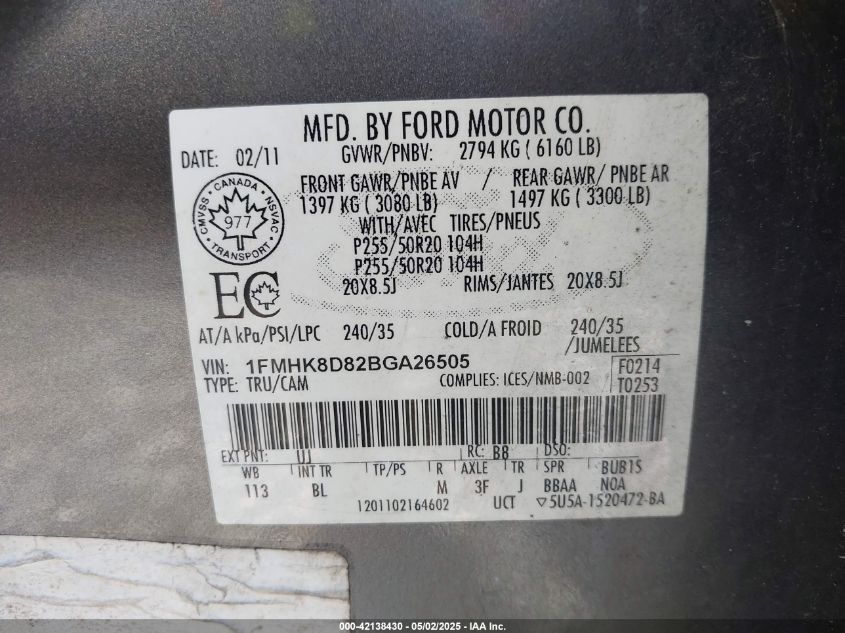 MFD. BY FORD MOTOR CO.
DATE: 02/11 GVWR/PNBV: 2794 KG ( 6160 LB)
FRONT GAWR/PNBE AV / REAR GAWR/ PNBE AR
1397 KG ( 3080 LB) 1497 KG ( 3300 LB)
WITH/AVEC TIRES/PNEUS
P255/50R20 104H
P255/50R20 104H
20X8.5J RIMS/JANTES 20X8.5J
CMVSS • CANADA • NSVAC
977
TRANSPORT
EC
AT/A kPa/PSI/LPC 240/35 COLD/A FROID 240/35
/JUMELEES
VIN: 1FMHK8D82BGA26505 F0214
TYPE: TRU/CAM COMPLIES: ICES/NMB-002 T0253
EXT PNT: UJ RC: BB DSO:
WB INT TR TP/PS R AXLE TR SPR BUB1S
113 BL M 3F J BBAA NOA
1201102164602 UCT ▽5U5A-1520472-BA
000-42138430 - 05/02/2025 - IAA Inc.